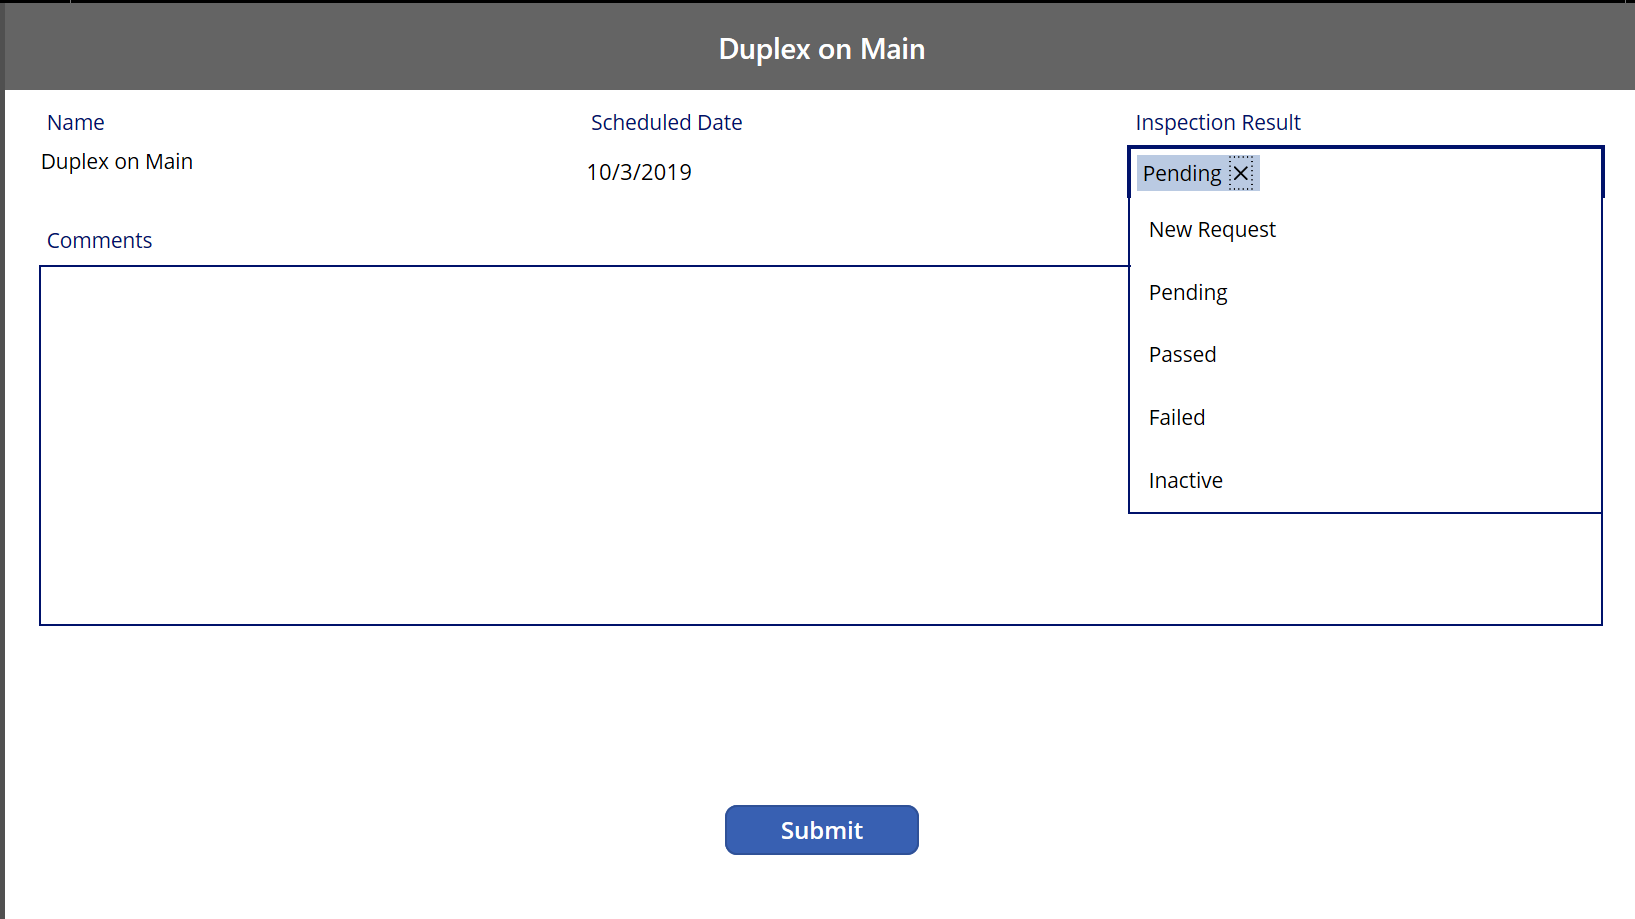 Duplex on Main
Name
Scheduled Date
Inspection Result
Duplex on Main
10/3/2019
Pending
New Request
Pending
Passed
Failed
Inactive
Comments
Submit